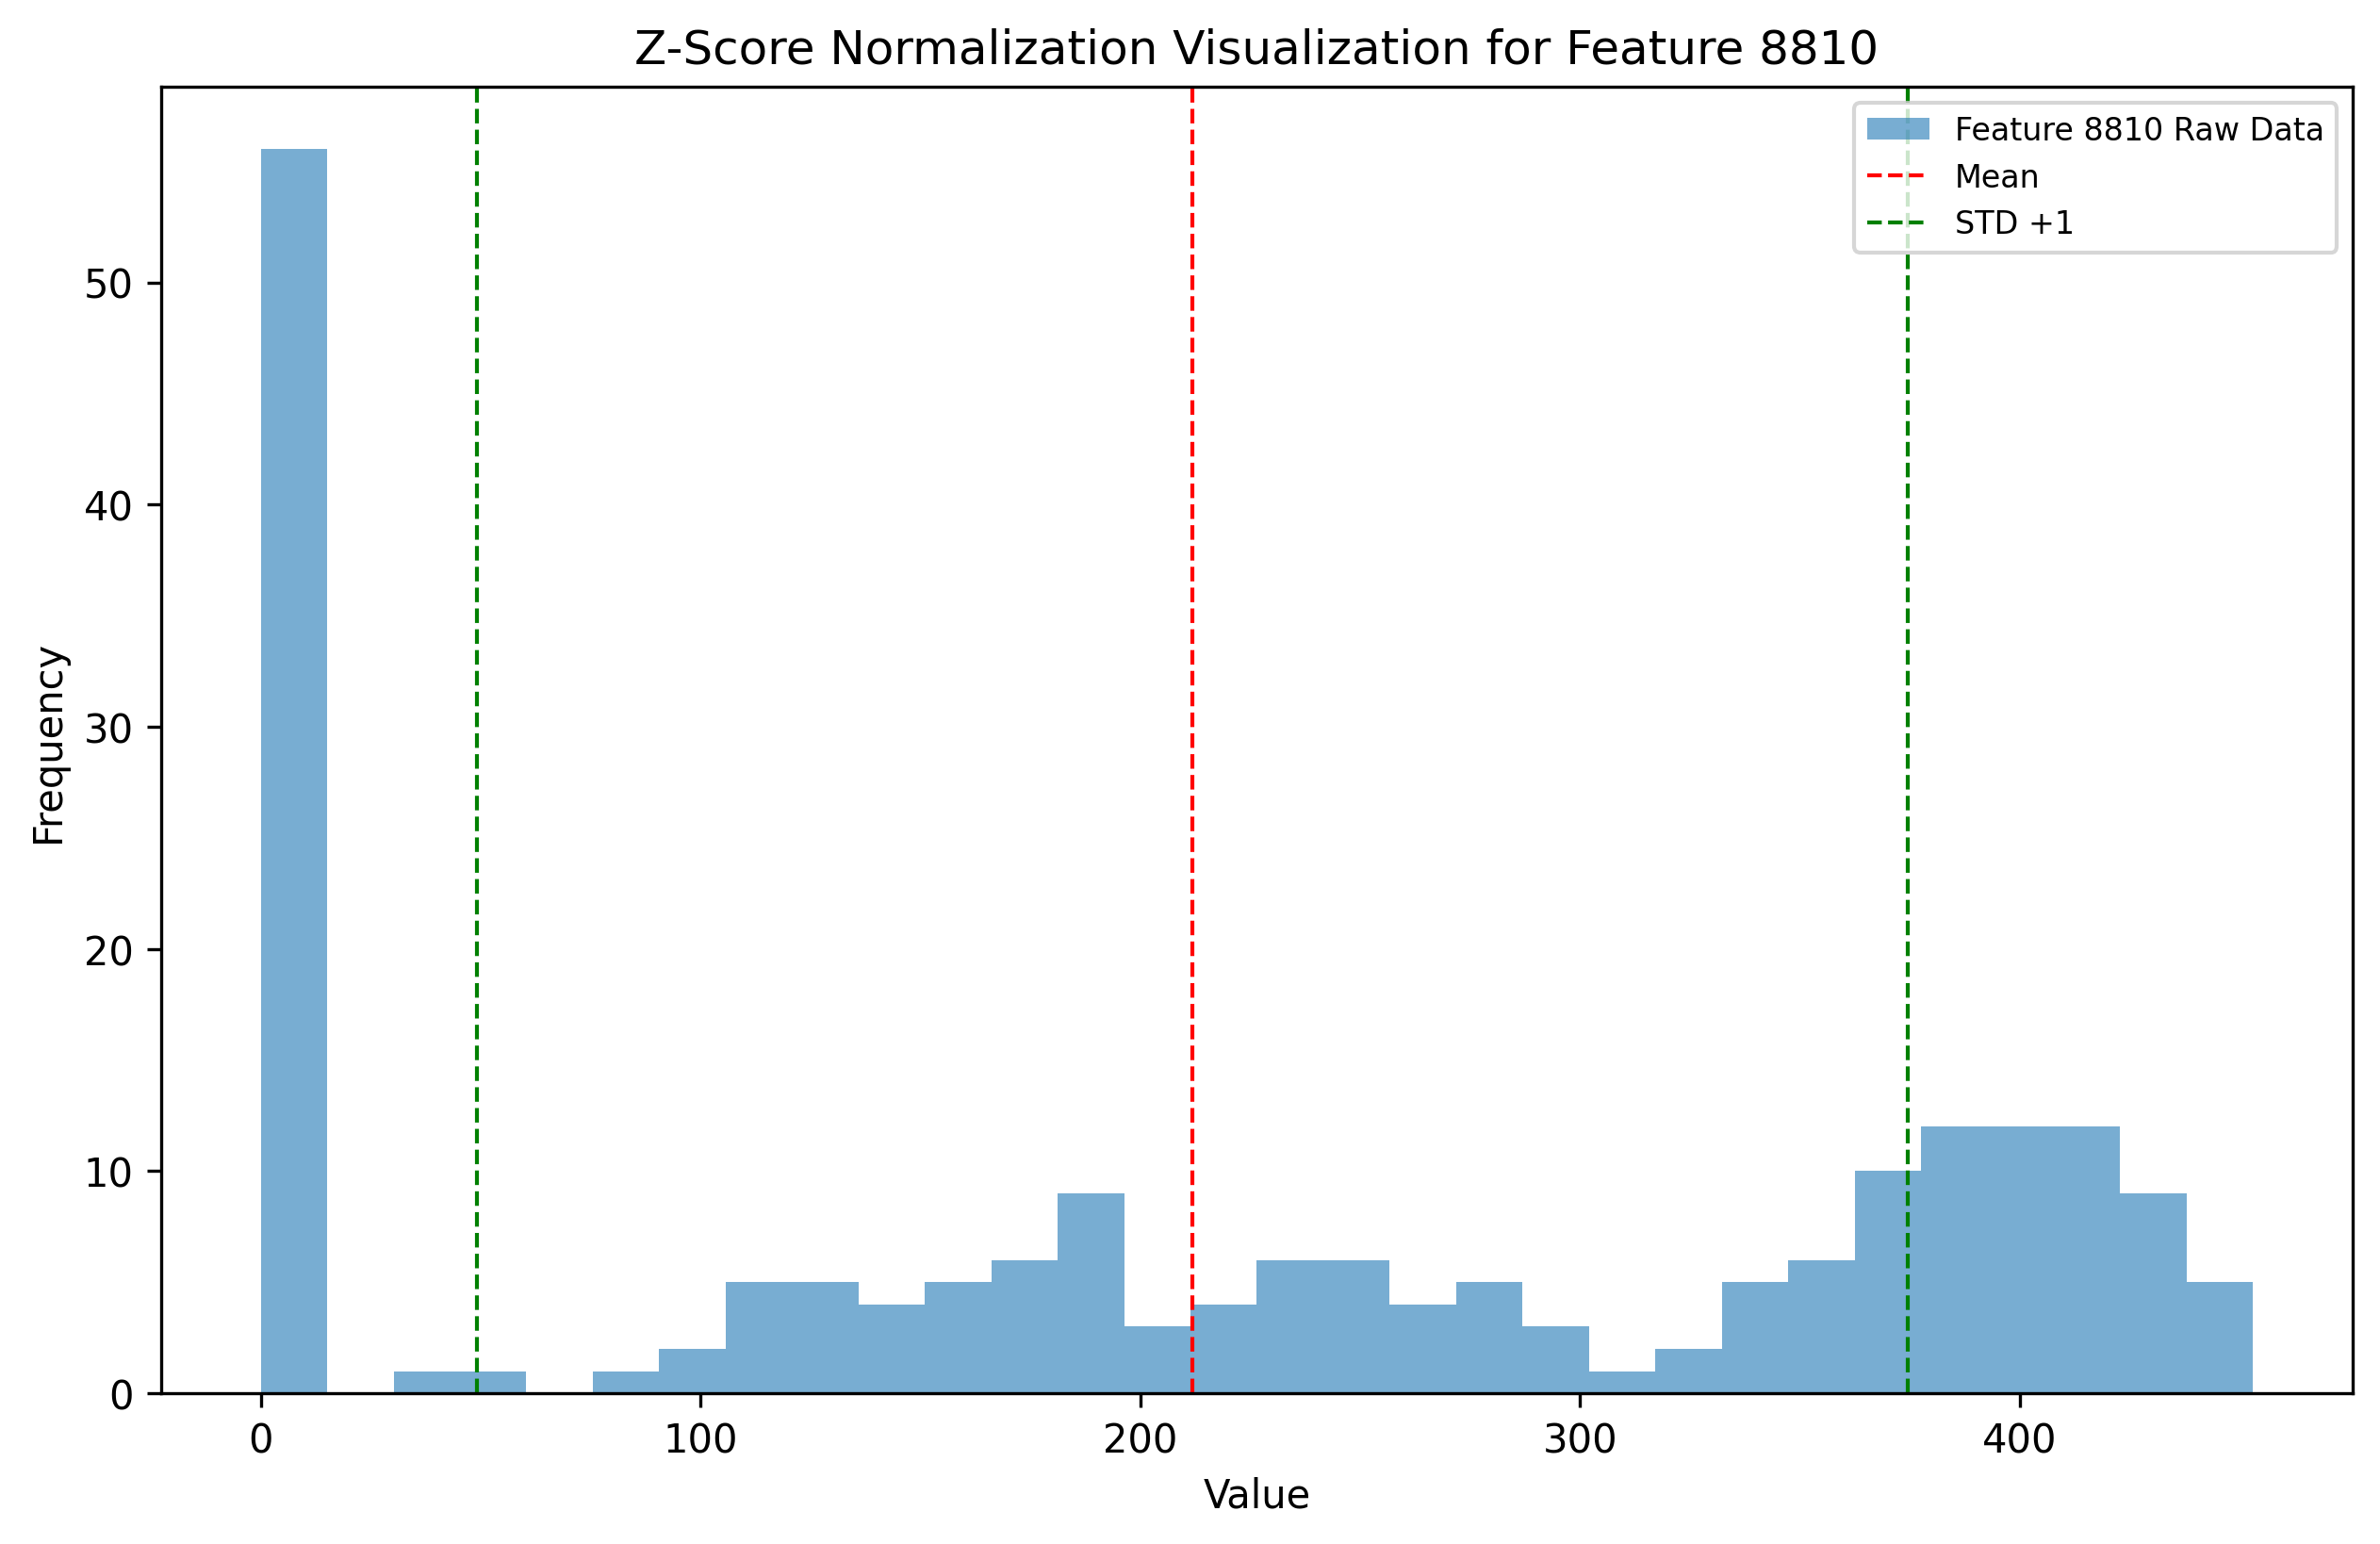 Z-Score Normalization Visualization for Feature 8810
Feature 8810 Raw Data
Mean
STD +1
50
40
30
20
10
0
Frequency
0 100 200 300 400
Value